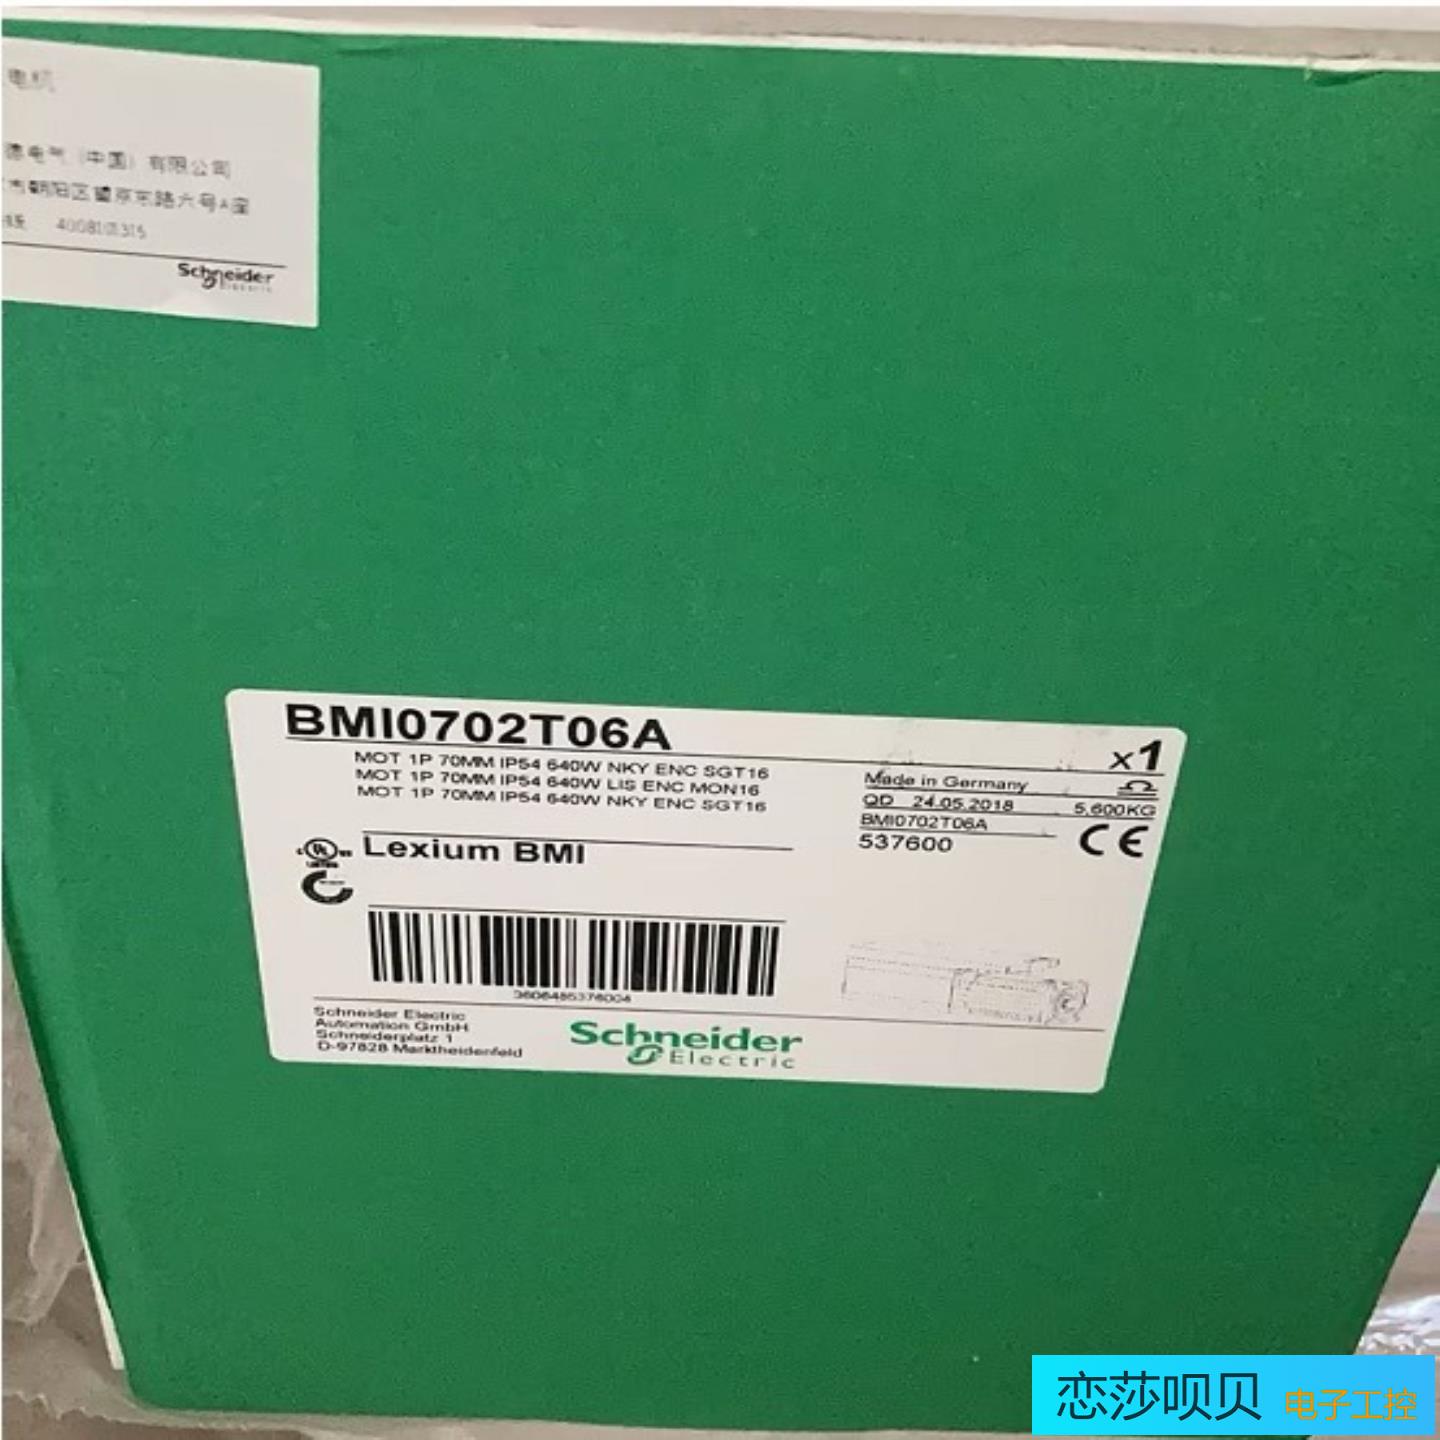 电机
德电气（中国）有限公司
市朝阳区望京东路六号A座
4008101315
Schneider
Electric
BMI0702T06A
x1
MOT 1P 70MM IP54 640W NKY ENC SGT16
MOT 1P 70MM IP54 640W LIS ENC MON16
MOT 1P 70MM IP54 640W NKY ENC SGT16
Made in Germany
QD 24.05.2018 5,600KG
BMI0702T06A
537600
CE
UL
Lexium BMI
3606485376004
Schneider Electric
Automation GmbH
Schneiderplatz 1
D-97828 Marktheidenfeld
Schneider
Electric
恋莎呗贝 电子工控